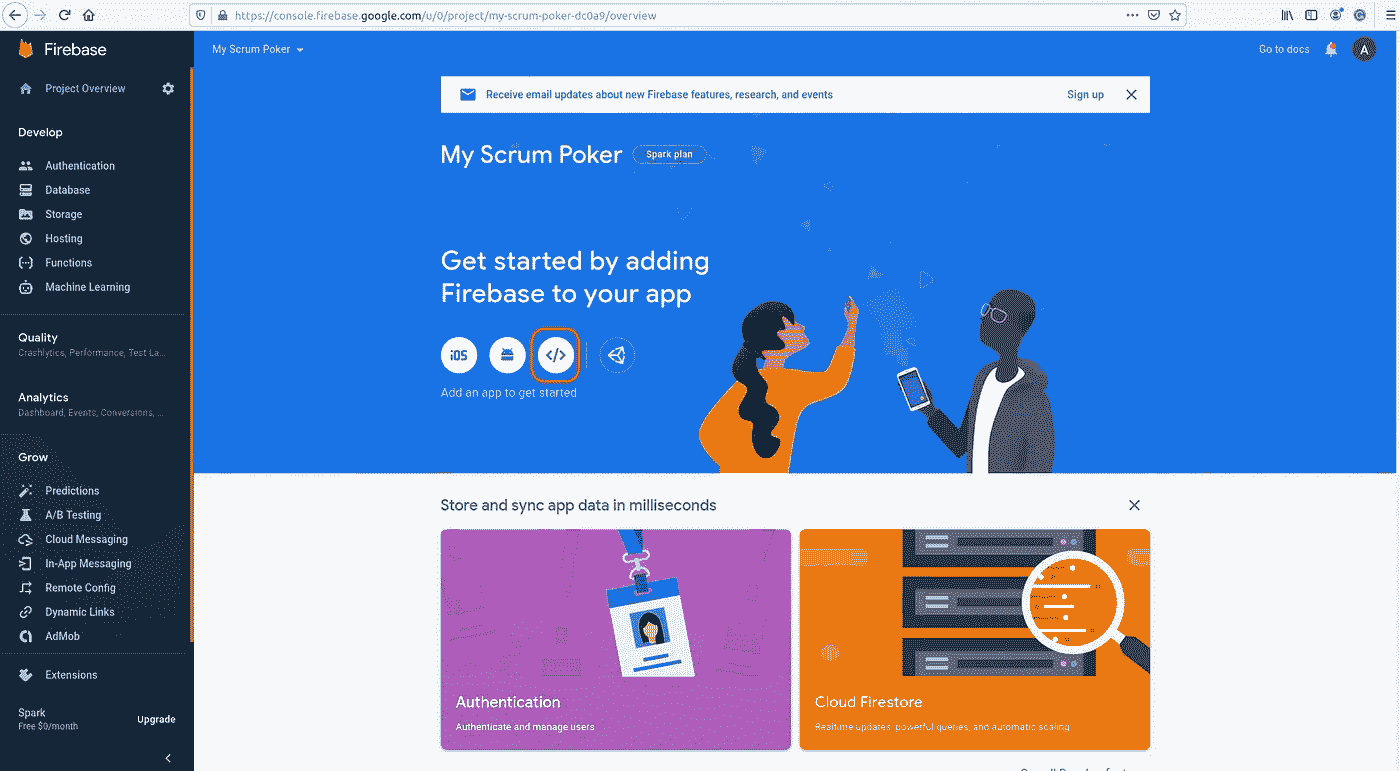 https://console.firebase.google.com/u/0/project/my-scrum-poker-dc0a9/overview
Firebase
My Scrum Poker
Go to docs
A
Project Overview
Receive email updates about new Firebase features, research, and events
Sign up
Develop
Authentication
Database
Storage
Hosting
Functions
Machine Learning
Quality
Crashlytics, Performance, Test La...
Analytics
Dashboard, Events, Conversions, ...
Grow
Predictions
A/B Testing
Cloud Messaging
In-App Messaging
Remote Config
Dynamic Links
AdMob
Extensions
Spark
Free $0/month
Upgrade
My Scrum Poker
Spark plan
Get started by adding
Firebase to your app
iOS
</>
Add an app to get started
Store and sync app data in milliseconds
Authentication
Authenticate and manage users
Cloud Firestore
Realtime updates, powerful queries, and automatic scaling